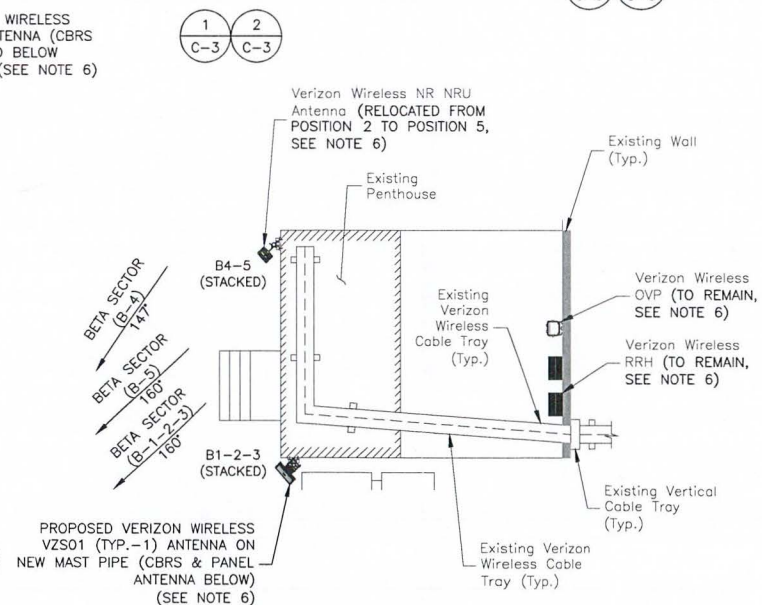 WIRELESS
TENNA (CBRS
D BELOW
(SEE NOTE 6)
1 2
C-3 C-3
Verizon Wireless NR NRU
Antenna (RELOCATED FROM
POSITION 2 TO POSITION 5,
SEE NOTE 6)
Existing Wall
(Typ.)
Existing
Penthouse
B4-5
(STACKED)
BETA SECTOR
(B-4)
147°
Existing
Verizon
Wireless
Cable Tray
(Typ.)
Verizon Wireless
OVP (TO REMAIN,
SEE NOTE 6)
Verizon Wireless
RRH (TO REMAIN,
SEE NOTE 6)
BETA SECTOR
(B-5)
160°
BETA SECTOR
(B-1-2-3)
160°
B1-2-3
(STACKED)
Existing Vertical
Cable Tray
(Typ.)
PROPOSED VERIZON WIRELESS
VZS01 (TYP.-1) ANTENNA ON
NEW MAST PIPE (CBRS & PANEL
ANTENNA BELOW)
(SEE NOTE 6)
Existing Verizon
Wireless Cable
Tray (Typ.)